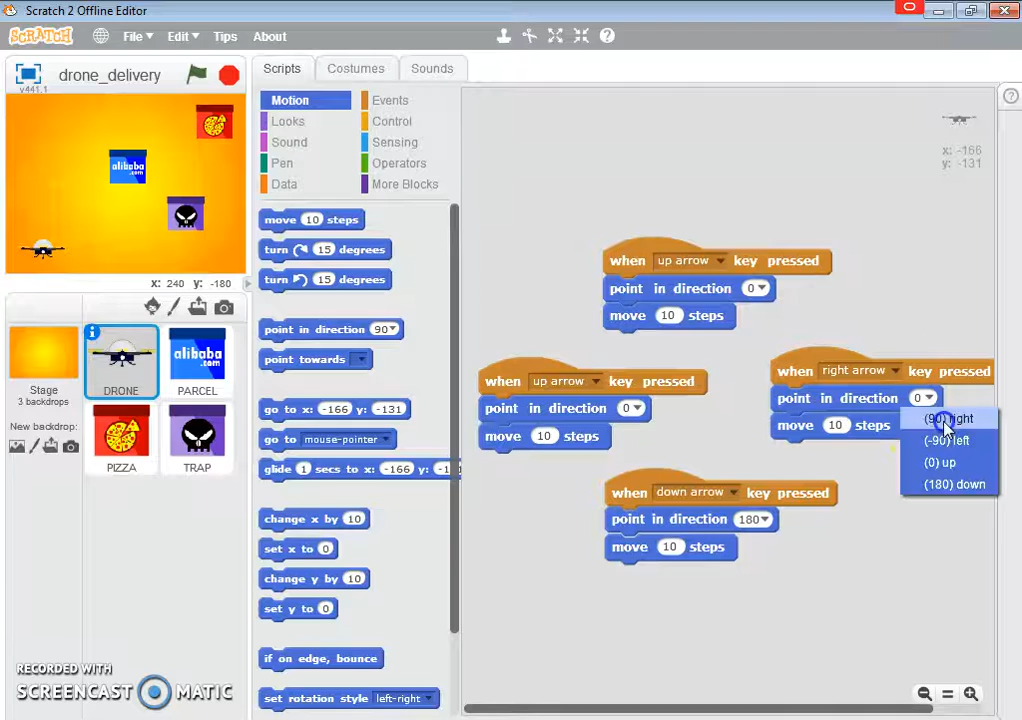 Scratch 2 Offline Editor
SCRATCH File Edit Tips About
drone_delivery
v441.1
alibaba
.com
x: 240 y: -180
Stage
3 backdrops
New backdrop:
DRONE
alibaba
.com
PARCEL
PIZZA
TRAP
RECORDED WITH
SCREENCAST MATIC
Scripts Costumes Sounds
Motion Events
Looks Control
Sound Sensing
Pen Operators
Data More Blocks
move 10 steps
turn 15 degrees
turn 15 degrees
point in direction 90
point towards
go to x: -166 y: -131
go to mouse-pointer
glide 1 secs to x: -166 y:
change x by 10
set x to 0
change y by 10
set y to 0
if on edge, bounce
set rotation style left-right
x: -166
y: -131
when up arrow key pressed
point in direction 0
move 10 steps
when up arrow key pressed
point in direction 0
move 10 steps
when right arrow key pressed
point in direction 0
move 10 steps
(90) right
(-90) left
(0) up
(180) down
when down arrow key pressed
point in direction 180
move 10 steps